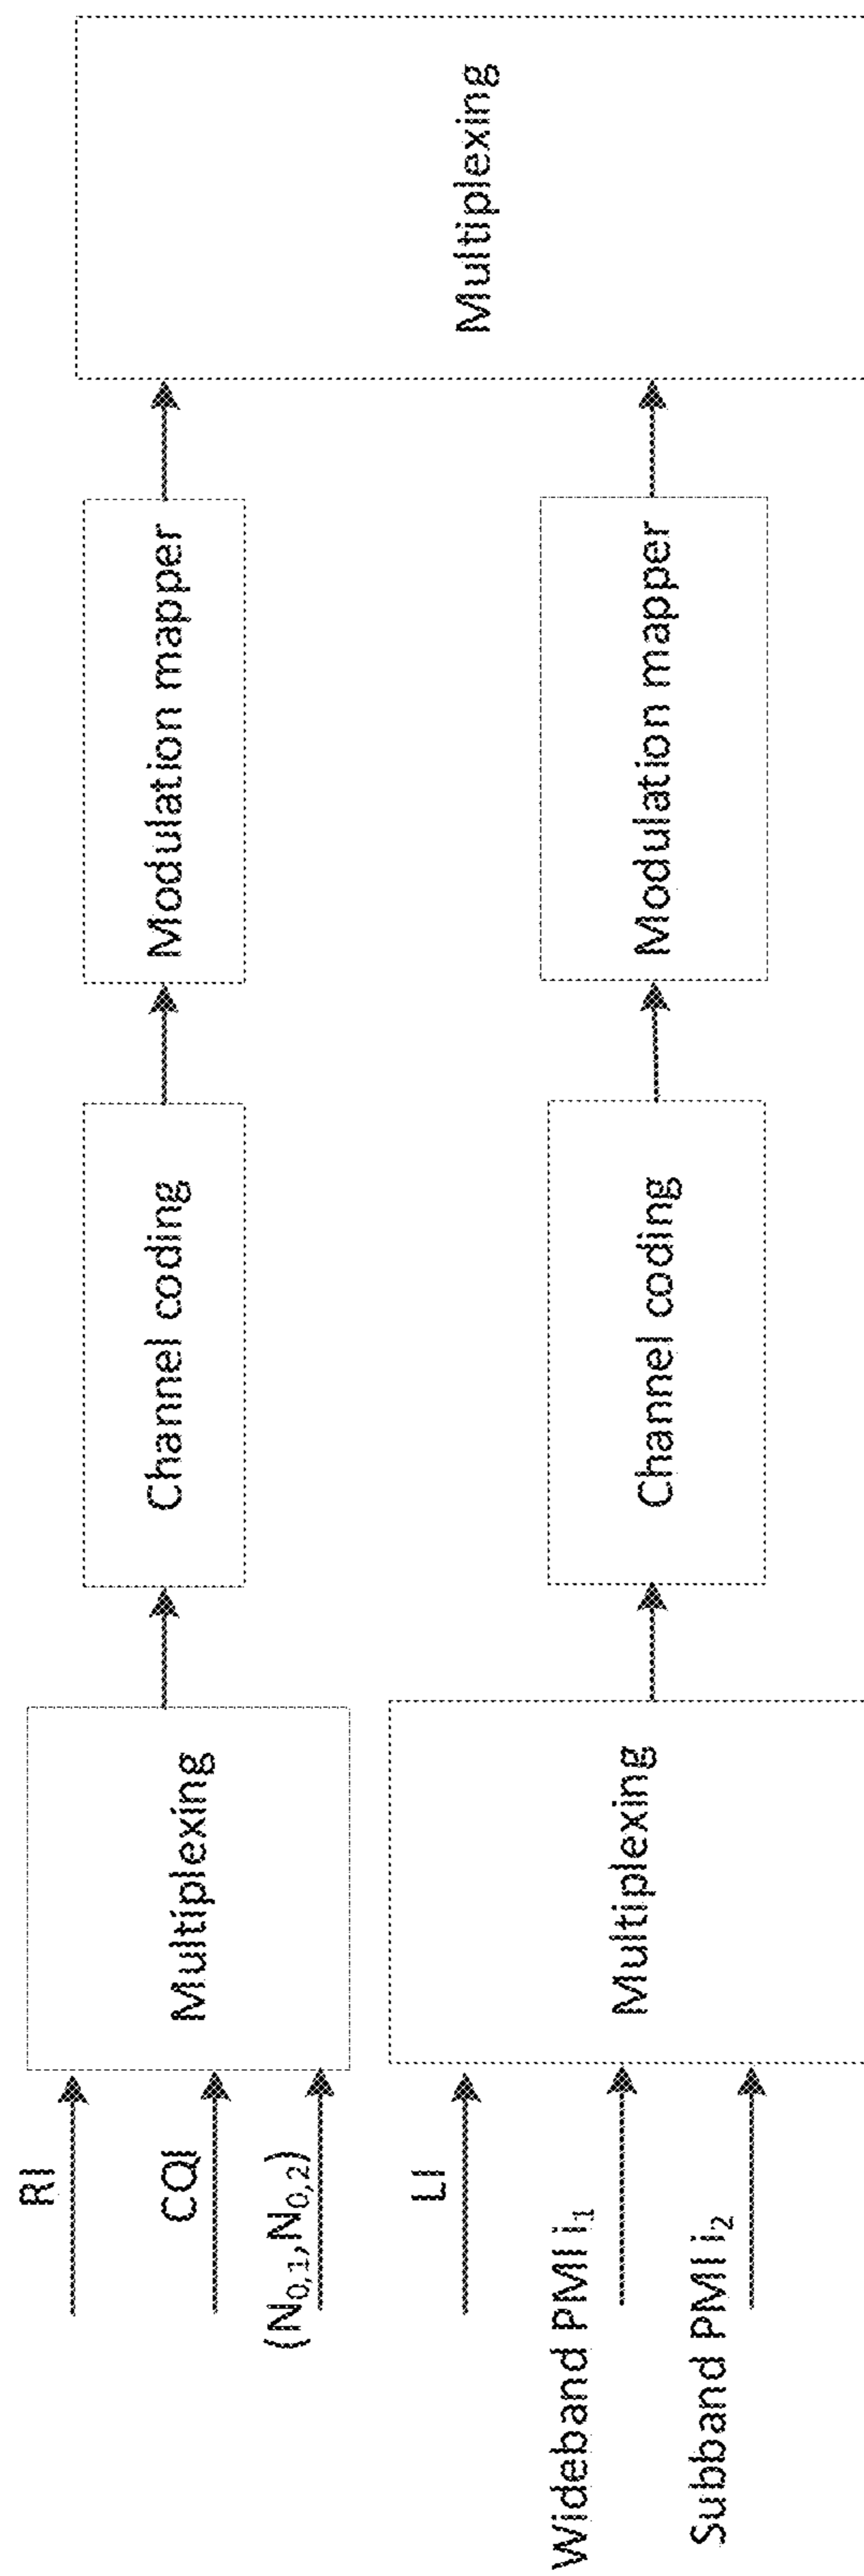 RI
CQI
(N₀,₁,N₀,₂)
Multiplexing
Channel coding
Modulation mapper
LI
Wideband PMI i₁
Subband PMI i₂
Multiplexing
Channel coding
Modulation mapper
Multiplexing